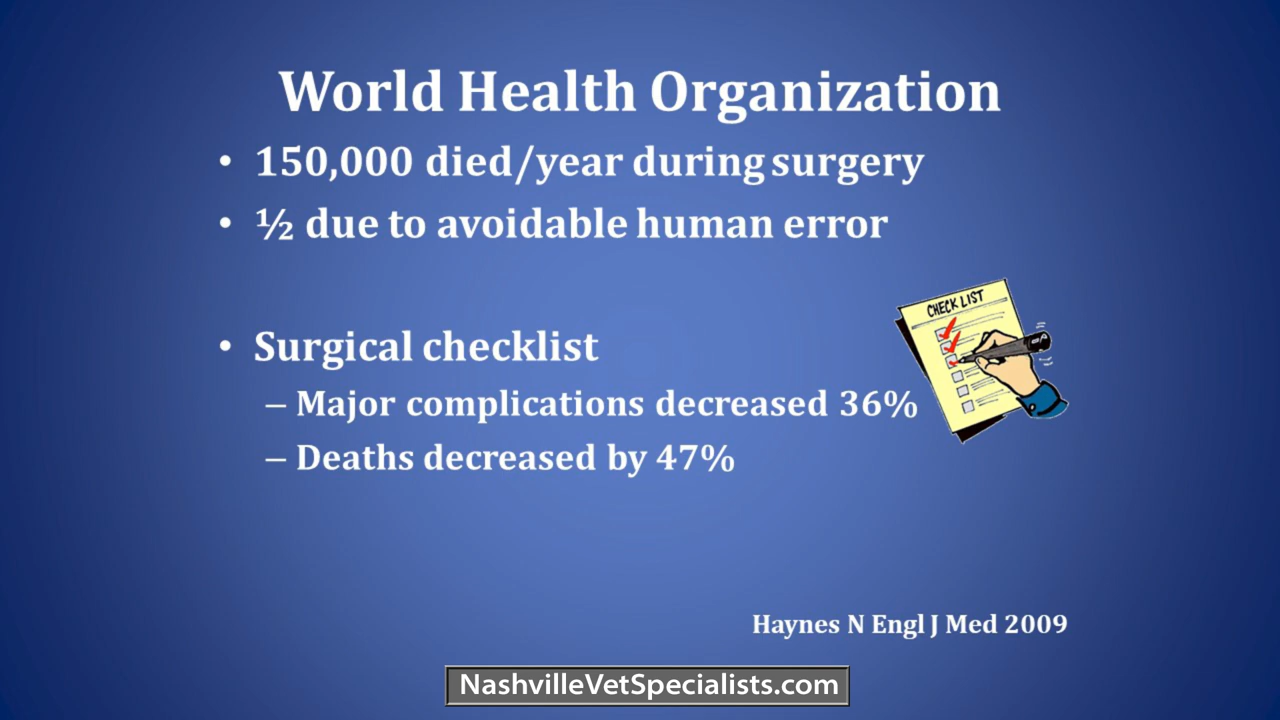 World Health Organization
• 150,000 died/year during surgery
• ½ due to avoidable human error
• Surgical checklist
– Major complications decreased 36%
– Deaths decreased by 47%
CHECK LIST
Haynes N Engl J Med 2009
NashvilleVetSpecialists.com